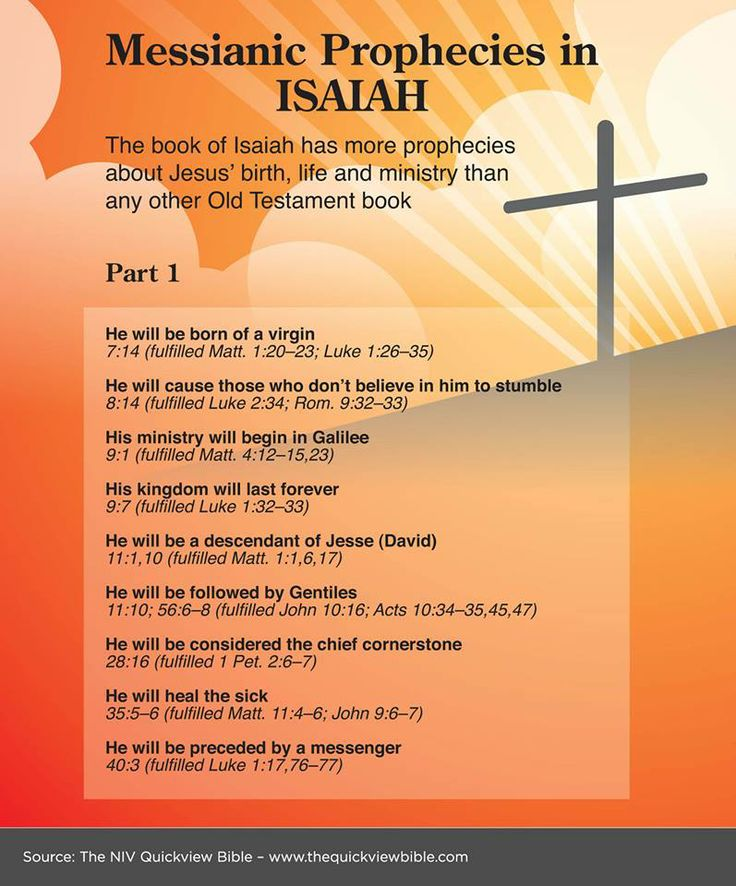 Messianic Prophecies in
ISAIAH
The book of Isaiah has more prophecies
about Jesus’ birth, life and ministry than
any other Old Testament book
Part 1
He will be born of a virgin
7:14 (fulfilled Matt. 1:20–23; Luke 1:26–35)
He will cause those who don’t believe in him to stumble
8:14 (fulfilled Luke 2:34; Rom. 9:32–33)
His ministry will begin in Galilee
9:1 (fulfilled Matt. 4:12–15,23)
His kingdom will last forever
9:7 (fulfilled Luke 1:32–33)
He will be a descendant of Jesse (David)
11:1,10 (fulfilled Matt. 1:1,6,17)
He will be followed by Gentiles
11:10; 56:6–8 (fulfilled John 10:16; Acts 10:34–35,45,47)
He will be considered the chief cornerstone
28:16 (fulfilled 1 Pet. 2:6–7)
He will heal the sick
35:5–6 (fulfilled Matt. 11:4–6; John 9:6–7)
He will be preceded by a messenger
40:3 (fulfilled Luke 1:17,76–77)
Source: The NIV Quickview Bible – www.thequickviewbible.com